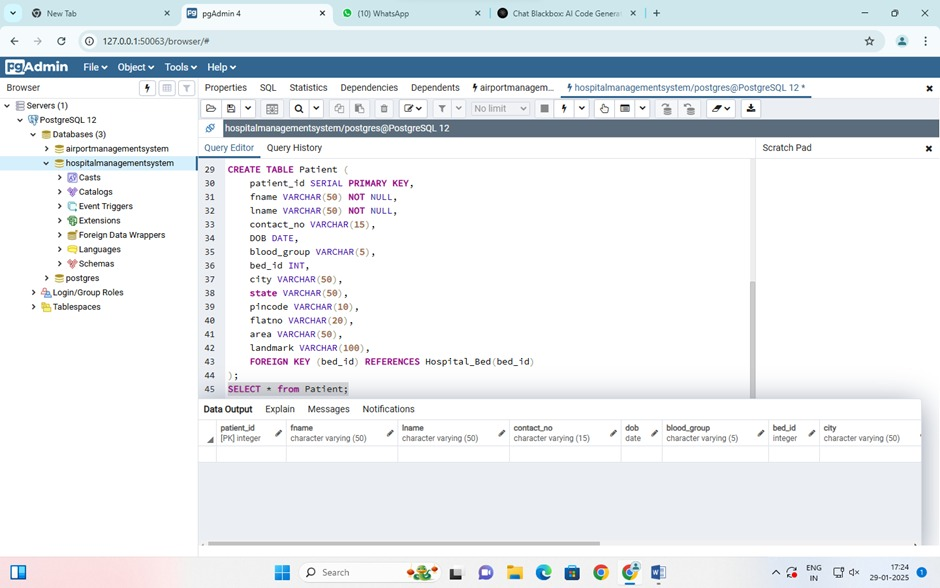 New Tab
pgAdmin 4
(10) WhatsApp
Chat Blackbox: AI Code Genera
127.0.0.1:50063/browser/#
pgAdmin File Object Tools Help
Browser
Properties SQL Statistics Dependencies Dependents airportmanagem... hospitalmanagementsystem/postgres@PostgreSQL 12 *
No limit
Servers (1)
PostgreSQL 12
Databases (3)
airportmanagementsystem
hospitalmanagementsystem
Casts
Catalogs
Event Triggers
Extensions
Foreign Data Wrappers
Languages
Schemas
postgres
Login/Group Roles
Tablespaces
hospitalmanagementsystem/postgres@PostgreSQL 12
Query Editor Query History
Scratch Pad
29 CREATE TABLE Patient (
30 patient_id SERIAL PRIMARY KEY,
31 fname VARCHAR(50) NOT NULL,
32 lname VARCHAR(50) NOT NULL,
33 contact_no VARCHAR(15),
34 DOB DATE,
35 blood_group VARCHAR(5),
36 bed_id INT,
37 city VARCHAR(50),
38 state VARCHAR(50),
39 pincode VARCHAR(10),
40 flatno VARCHAR(20),
41 area VARCHAR(50),
42 landmark VARCHAR(100),
43 FOREIGN KEY (bed_id) REFERENCES Hospital_Bed(bed_id)
44 );
45 SELECT * from Patient;
Data Output Explain Messages Notifications
patient_id fname lname contact_no dob blood_group bed_id city
[PK] integer character varying (50) character varying (50) character varying (15) date character varying (5) integer character varying (50)
Search
ENG
IN
17:24
29-01-2025
1